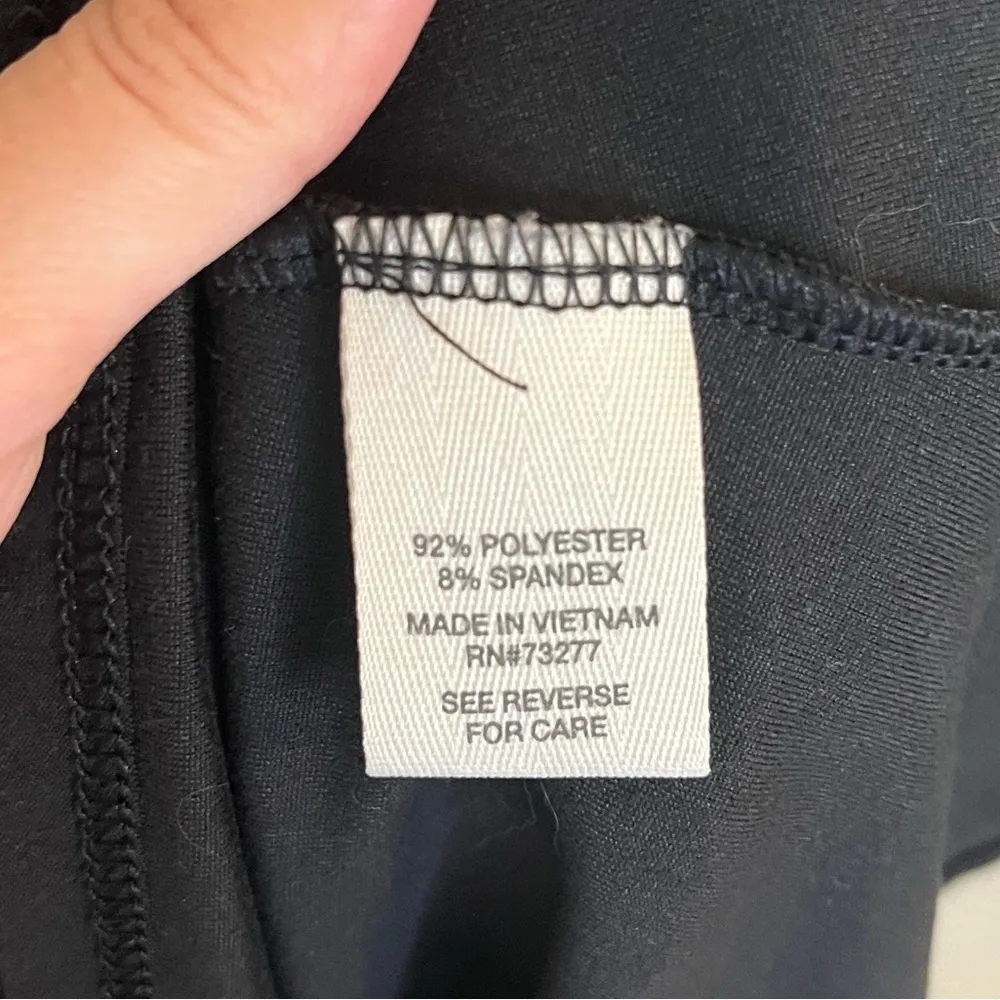 92% POLYESTER
8% SPANDEX
MADE IN VIETNAM
RN#73277
SEE REVERSE
FOR CARE